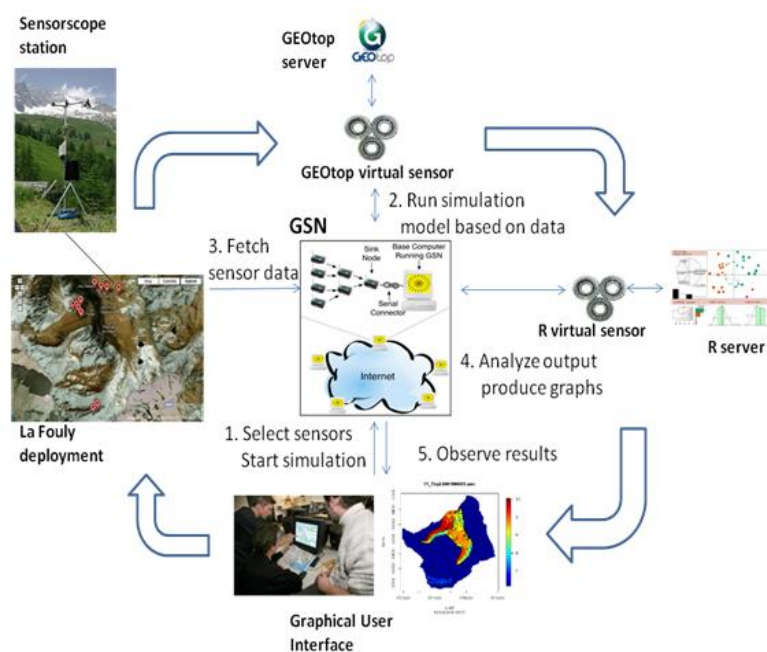 Sensorscope
station
GEOtop
server
GEOtop
GEOtop virtual sensor
2. Run simulation
model based on data
GSN
3. Fetch
sensor data
Sink
Node
Base Computer
Running GSN
Serial
Connector
Internet
R virtual sensor
R server
4. Analyze output
produce graphs
La Fouly
deployment
1. Select sensors
Start simulation
5. Observe results
Graphical User
Interface